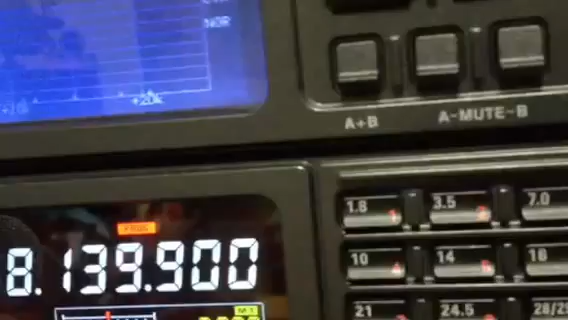 NOR
+20k
A+B
A-MUTE-B
1.8 3.5 7.0
8.139.900
10 14 18
21 24.5 28/29